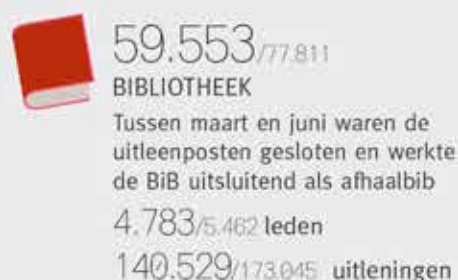 59.553/77.811
BIBLIOTHEEK
Tussen maart en juni waren de
uitleenposten gesloten en werkte
de BiB uitsluitend als afhaalbib
4.783/5.462 leden
140.529/173.045 uitleningen